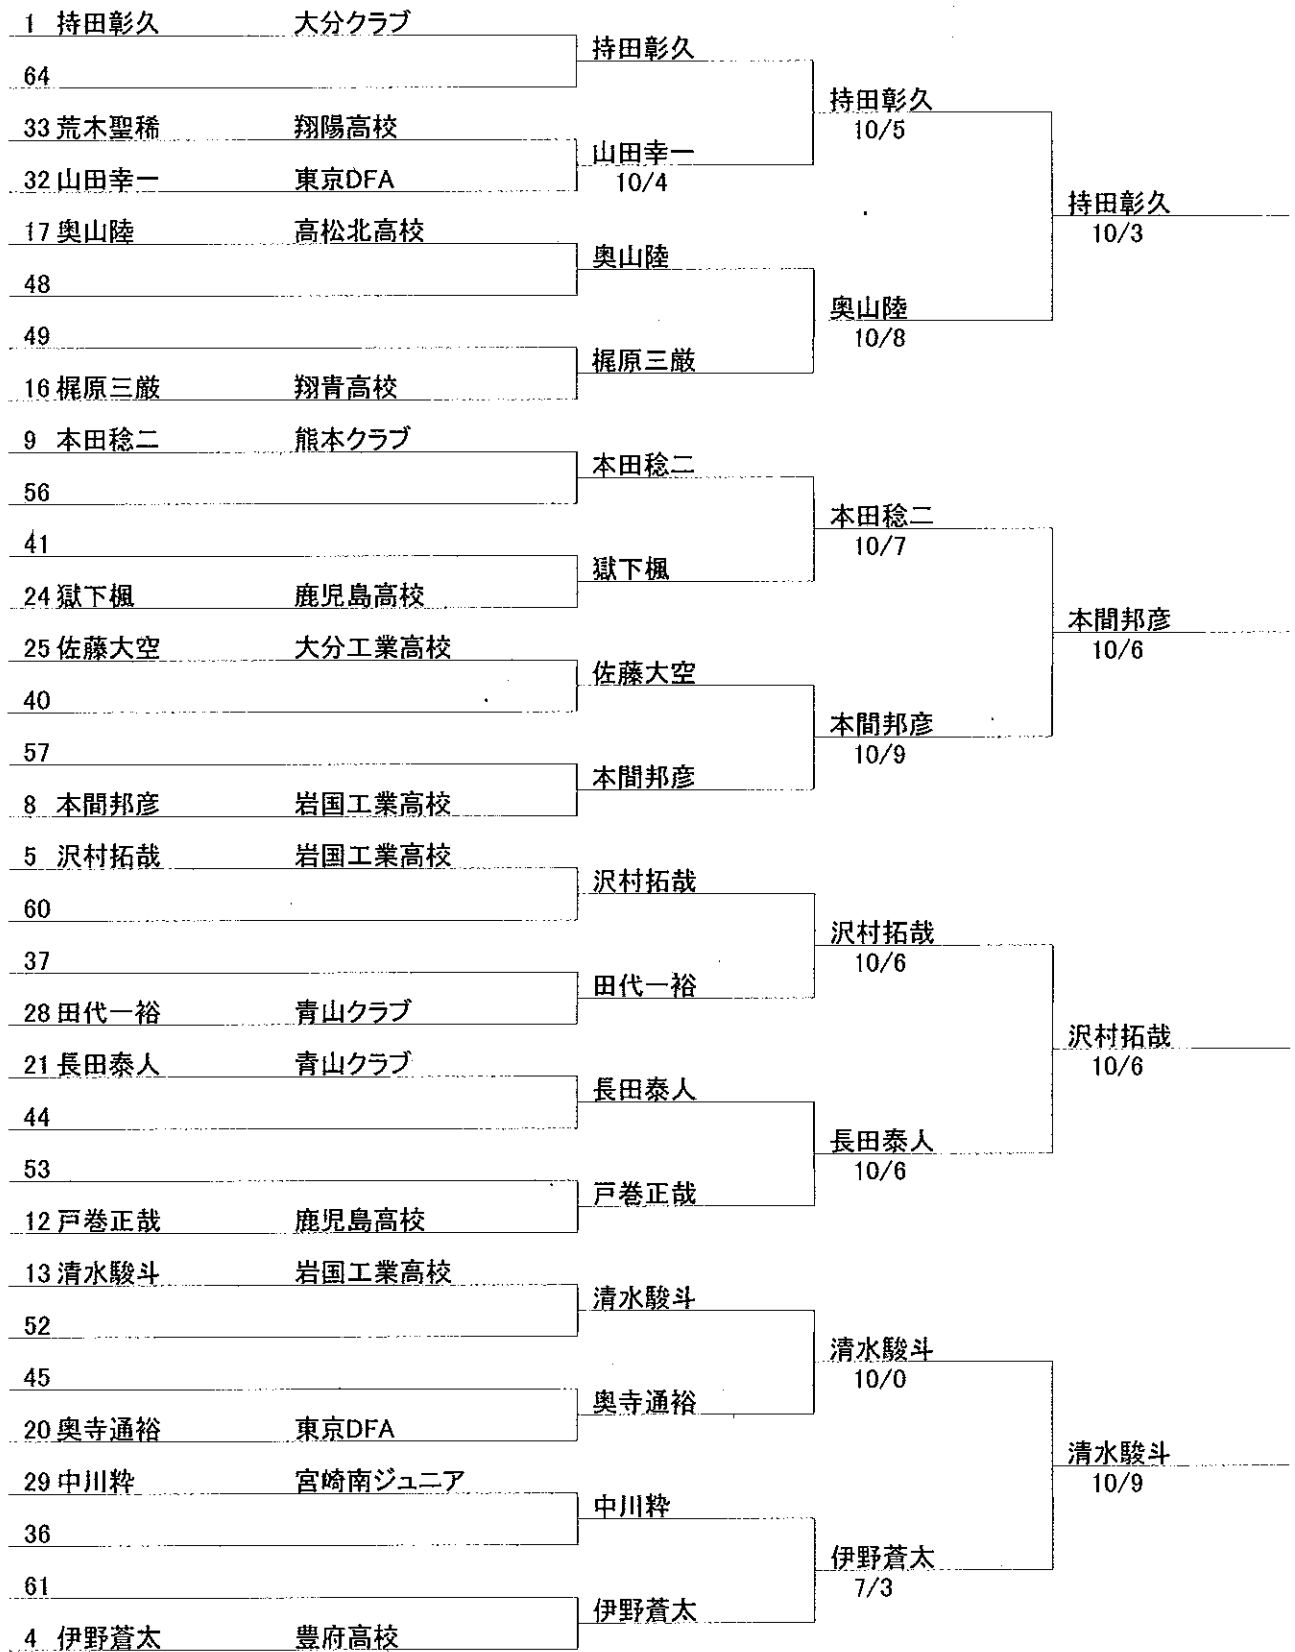 1 持田彰久 大分クラブ
持田彰久
64
持田彰久
10/5
33 荒木聖稀 翔陽高校
山田幸一
10/4
32 山田幸一 東京DFA
持田彰久
10/3
17 奥山陸 高松北高校
奥山陸
48
奥山陸
10/8
49
梶原三厳
16 梶原三厳 翔青高校
9 本田稔二 熊本クラブ
本田稔二
56
本田稔二
10/7
41
獄下楓
24 獄下楓 鹿児島高校
本間邦彦
10/6
25 佐藤大空 大分工業高校
佐藤大空
40
本間邦彦
10/9
57
本間邦彦
8 本間邦彦 岩国工業高校
5 沢村拓哉 岩国工業高校
沢村拓哉
60
沢村拓哉
10/6
37
田代一裕
28 田代一裕 青山クラブ
沢村拓哉
10/6
21 長田泰人 青山クラブ
長田泰人
44
長田泰人
10/6
53
戸巻正哉
12 戸巻正哉 鹿児島高校
13 清水駿斗 岩国工業高校
清水駿斗
52
清水駿斗
10/0
45
奥寺通裕
20 奥寺通裕 東京DFA
清水駿斗
10/9
29 中川粋 宮崎南ジュニア
中川粋
36
伊野蒼太
7/3
61
伊野蒼太
4 伊野蒼太 豊府高校